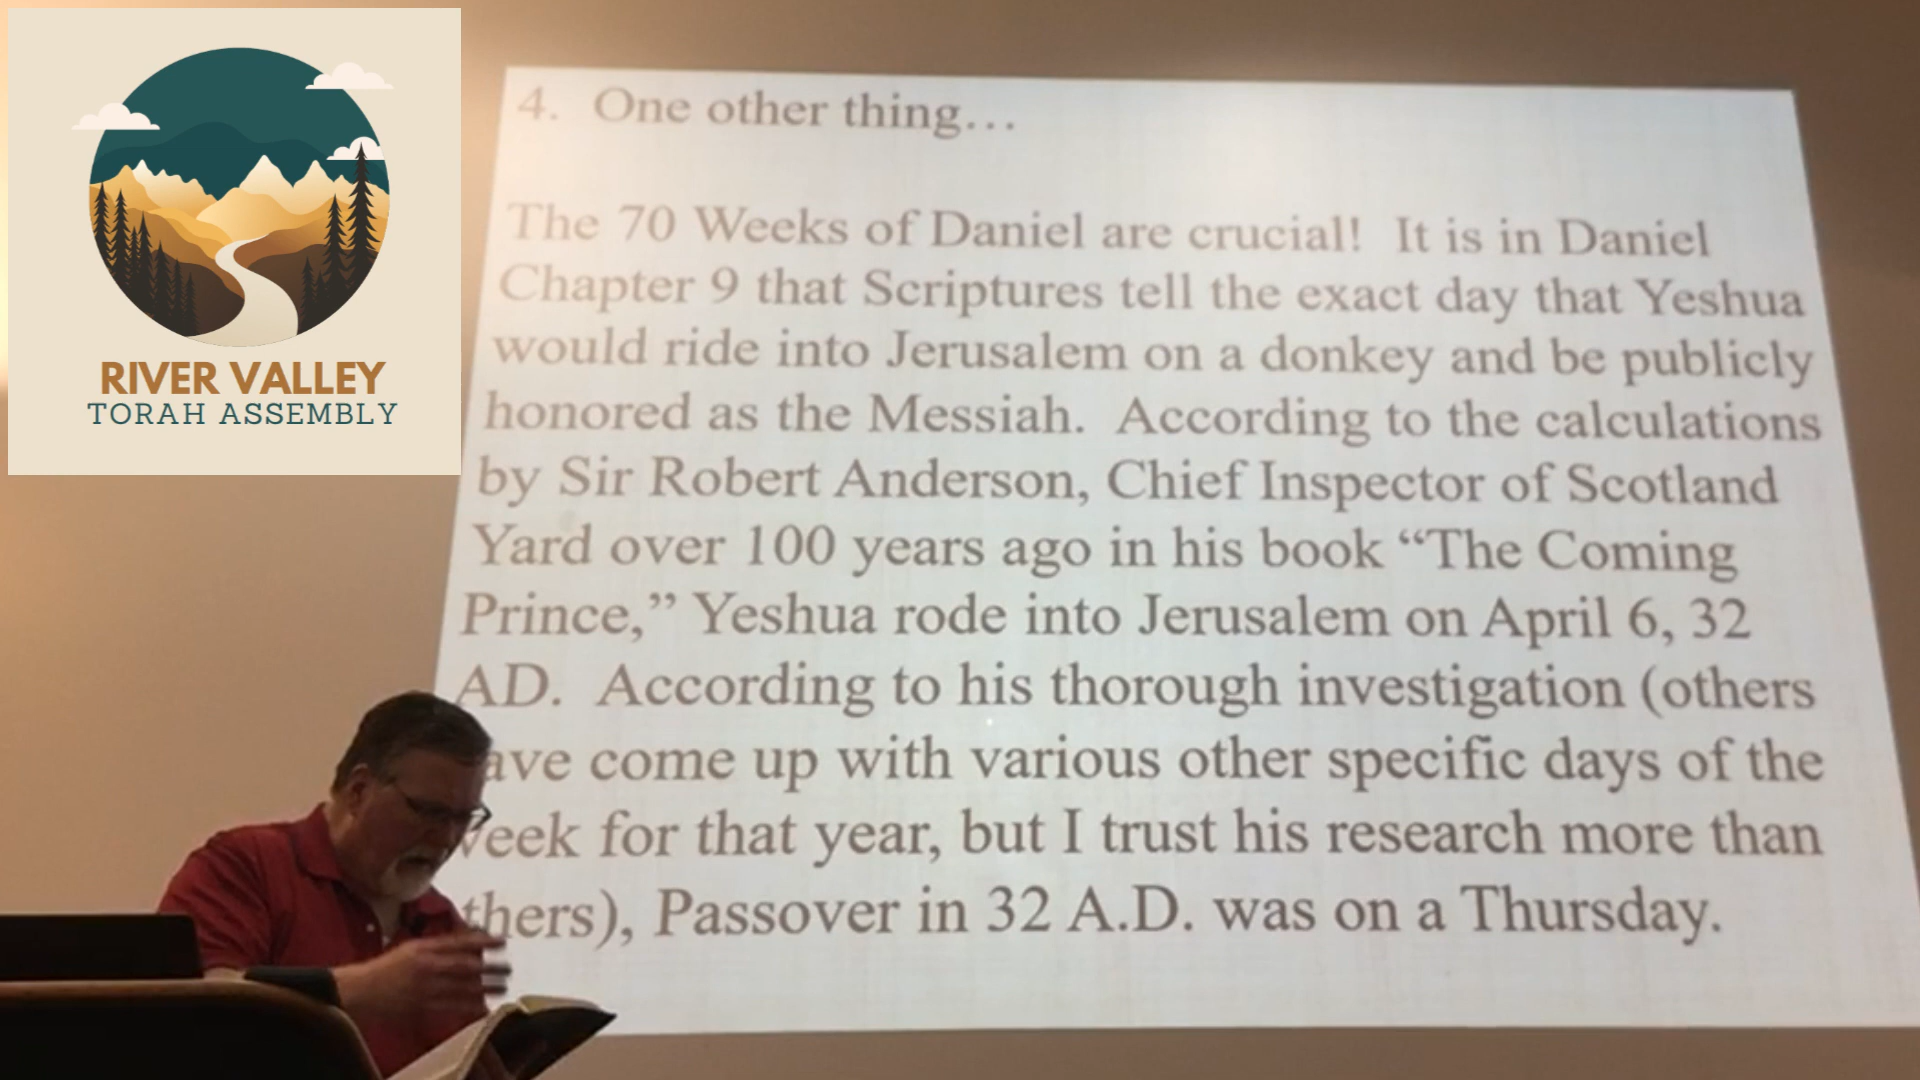 RIVER VALLEY
TORAH ASSEMBLY
4. One other thing...
The 70 Weeks of Daniel are crucial! It is in Daniel
Chapter 9 that Scriptures tell the exact day that Yeshua
would ride into Jerusalem on a donkey and be publicly
honored as the Messiah. According to the calculations
by Sir Robert Anderson, Chief Inspector of Scotland
Yard over 100 years ago in his book “The Coming
Prince,” Yeshua rode into Jerusalem on April 6, 32
AD. According to his thorough investigation (others
ave come up with various other specific days of the
eek for that year, but I trust his research more than
thers), Passover in 32 A.D. was on a Thursday.